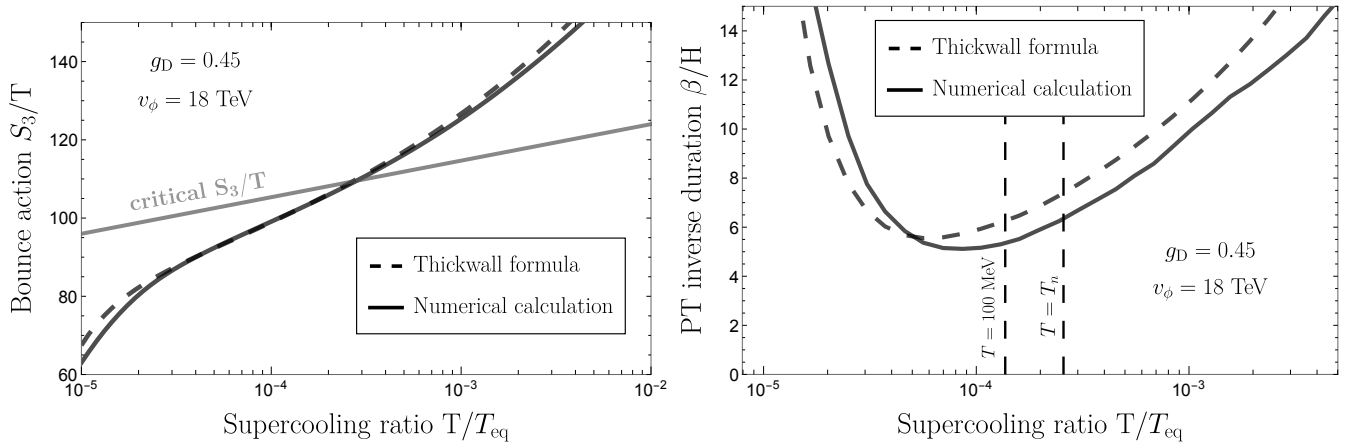 Bounce action S₃/T
140
120
100
80
60
g_D = 0.45
v_ϕ = 18 TeV
critical S₃/T
Thickwall formula
Numerical calculation
10⁻⁵
10⁻⁴
10⁻³
10⁻²
Supercooling ratio T/T_eq
PT inverse duration β/H
14
12
10
8
6
4
2
0
Thickwall formula
Numerical calculation
T = 100 MeV
T = T_n
g_D = 0.45
v_ϕ = 18 TeV
10⁻⁵
10⁻⁴
10⁻³
Supercooling ratio T/T_eq